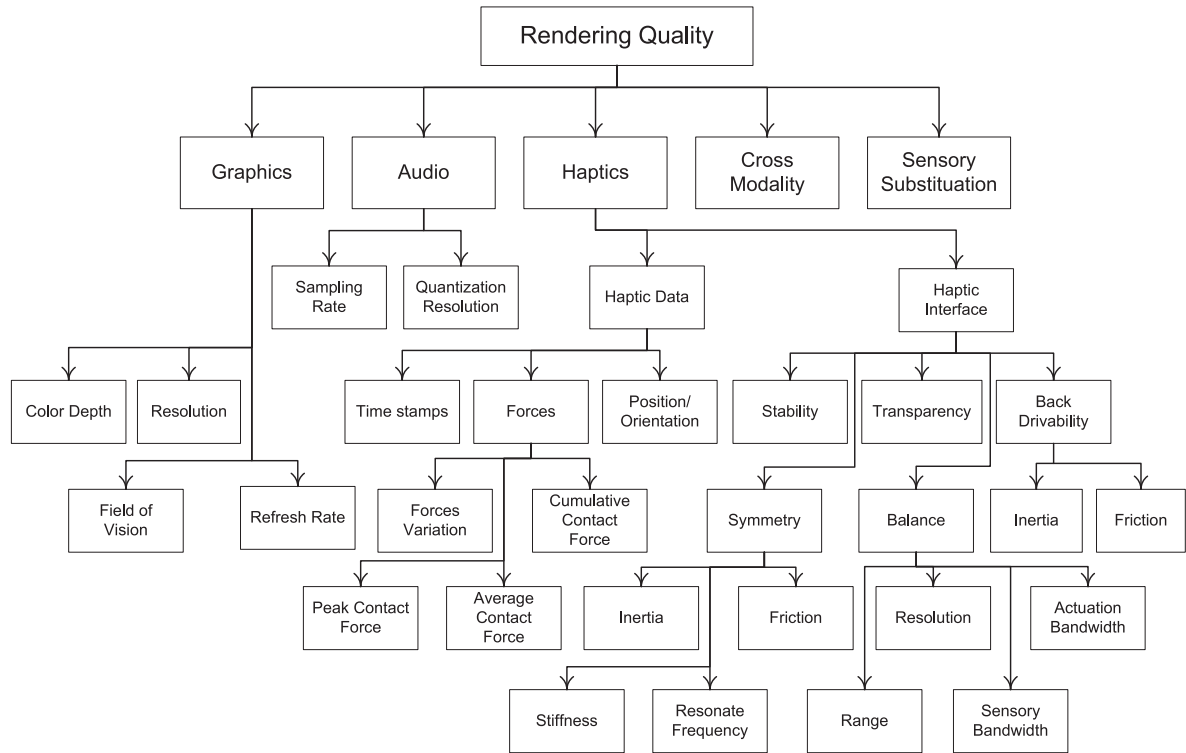 Rendering Quality
Graphics
Audio
Haptics
Cross
Modality
Sensory
Substituation
Sampling
Rate
Quantization
Resolution
Haptic Data
Haptic
Interface
Color Depth
Resolution
Time stamps
Forces
Position/
Orientation
Stability
Transparency
Back
Drivability
Field of
Vision
Refresh Rate
Forces
Variation
Cumulative
Contact
Force
Symmetry
Balance
Inertia
Friction
Peak Contact
Force
Average
Contact
Force
Inertia
Friction
Resolution
Actuation
Bandwidth
Stiffness
Resonate
Frequency
Range
Sensory
Bandwidth